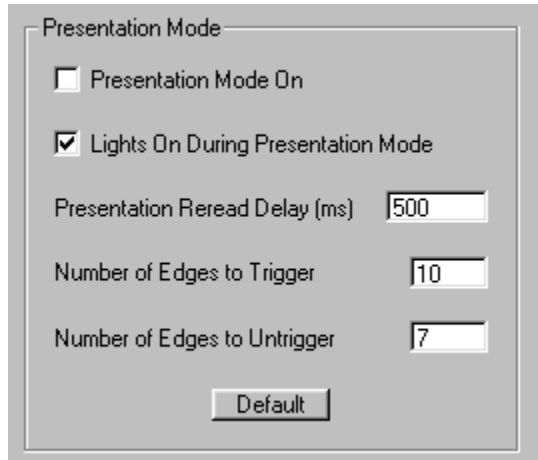 Presentation Mode
Presentation Mode On
Lights On During Presentation Mode
Presentation Reread Delay (ms) 500
Number of Edges to Trigger 10
Number of Edges to Untrigger 7
Default